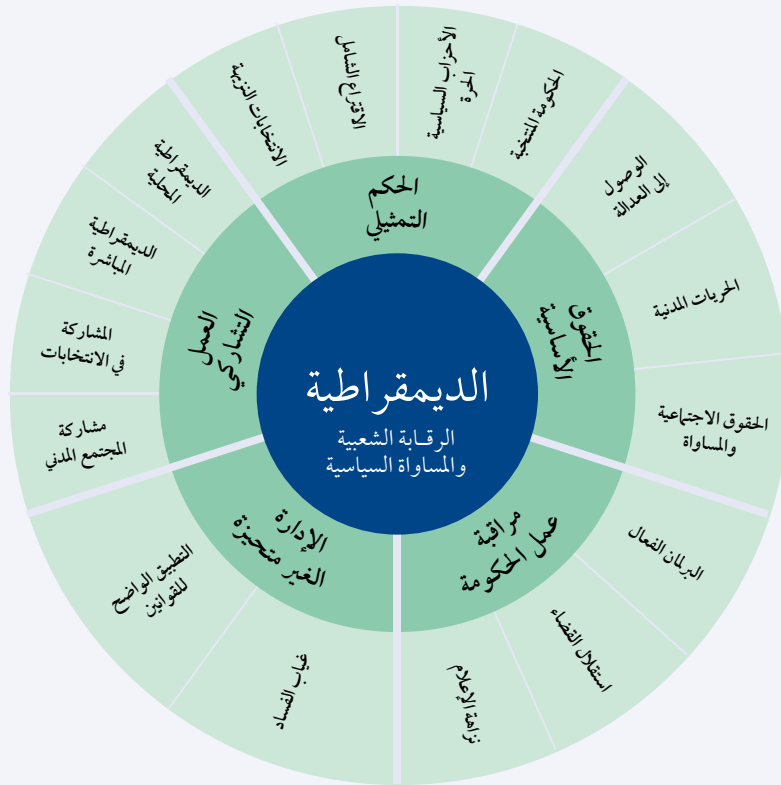 الديمقراطية
الرقابة الشعبية
والمساواة السياسية
الحكم
التمثيلي
الحكومة المنتخبة
الأحزاب السياسية
الحرة
الاقتراع الشامل
الانتخابات النزيهة
الحقوق
الأساسية
الوصول
إلى العدالة
الحريات المدنية
الحقوق الاجتماعية
والمساواة
مراقبة
عمل الحكومة
البرلمان الفعال
استقلال القضاء
نزاهة الإعلام
الإدارة
الغير متحيزة
غياب الفساد
التطبيق الواضح
للقوانين
العمل
التشاركي
مشاركة
المجتمع المدني
المشاركة
في الانتخابات
الديمقراطية
المباشرة
الديمقراطية
المحلية